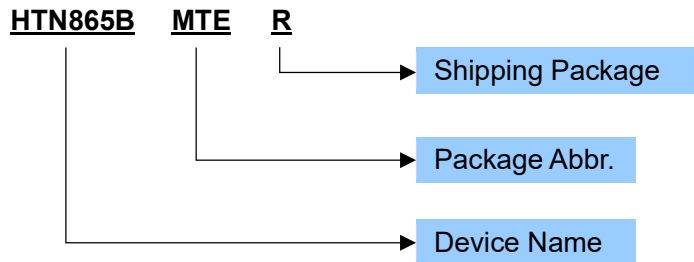 HTN865B MTE R
Shipping Package
Package Abbr.
Device Name